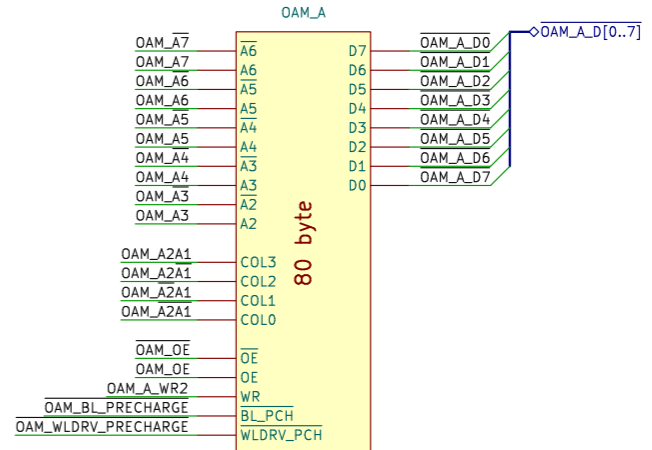 OAM_A
OAM_A7 A6 D7 OAM_A_D0 OAM_A_D[0..7]
OAM_A7 A6 D6 OAM_A_D1
OAM_A6 A5 D5 OAM_A_D2
OAM_A6 A5 D4 OAM_A_D3
OAM_A5 A4 D3 OAM_A_D4
OAM_A5 A4 D2 OAM_A_D5
OAM_A4 A3 D1 OAM_A_D6
OAM_A4 A3 D0 OAM_A_D7
OAM_A3 A2
OAM_A3 A2
80 byte
OAM_A2A1 COL3
OAM_A2A1 COL2
OAM_A2A1 COL1
OAM_A2A1 COL0
OAM_OE OE
OAM_OE OE
OAM_A_WR2 WR
OAM_BL_PRECHARGE BL_PCH
OAM_WLDRV_PRECHARGE WLDRV_PCH